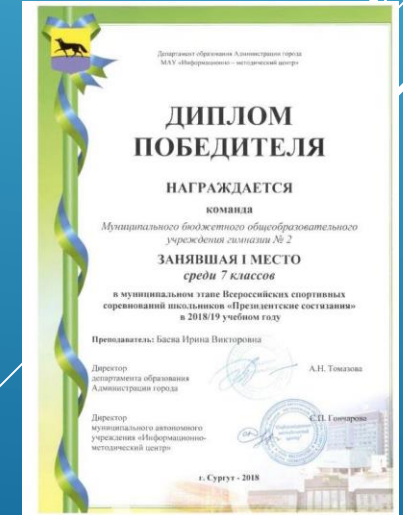 Департамент образования Администрации города
МАУ «Информационно - методический центр»
ДИПЛОМ
ПОБЕДИТЕЛЯ
НАГРАЖДАЕТСЯ
команда
Муниципального бюджетного общеобразовательного
учреждения гимназии № 2
ЗАНЯВШАЯ I МЕСТО
среди 7 классов
в муниципальном этапе Всероссийских спортивных
соревнований школьников «Президентские состязания»
в 2018/19 учебном году
Преподаватель: Баева Ирина Викторовна
Директор
департамента образования
Администрации города
А.Н. Томазова
Директор
муниципального автономного
учреждения «Информационно-
методический центр»
С.П. Гончарова
г. Сургут - 2018